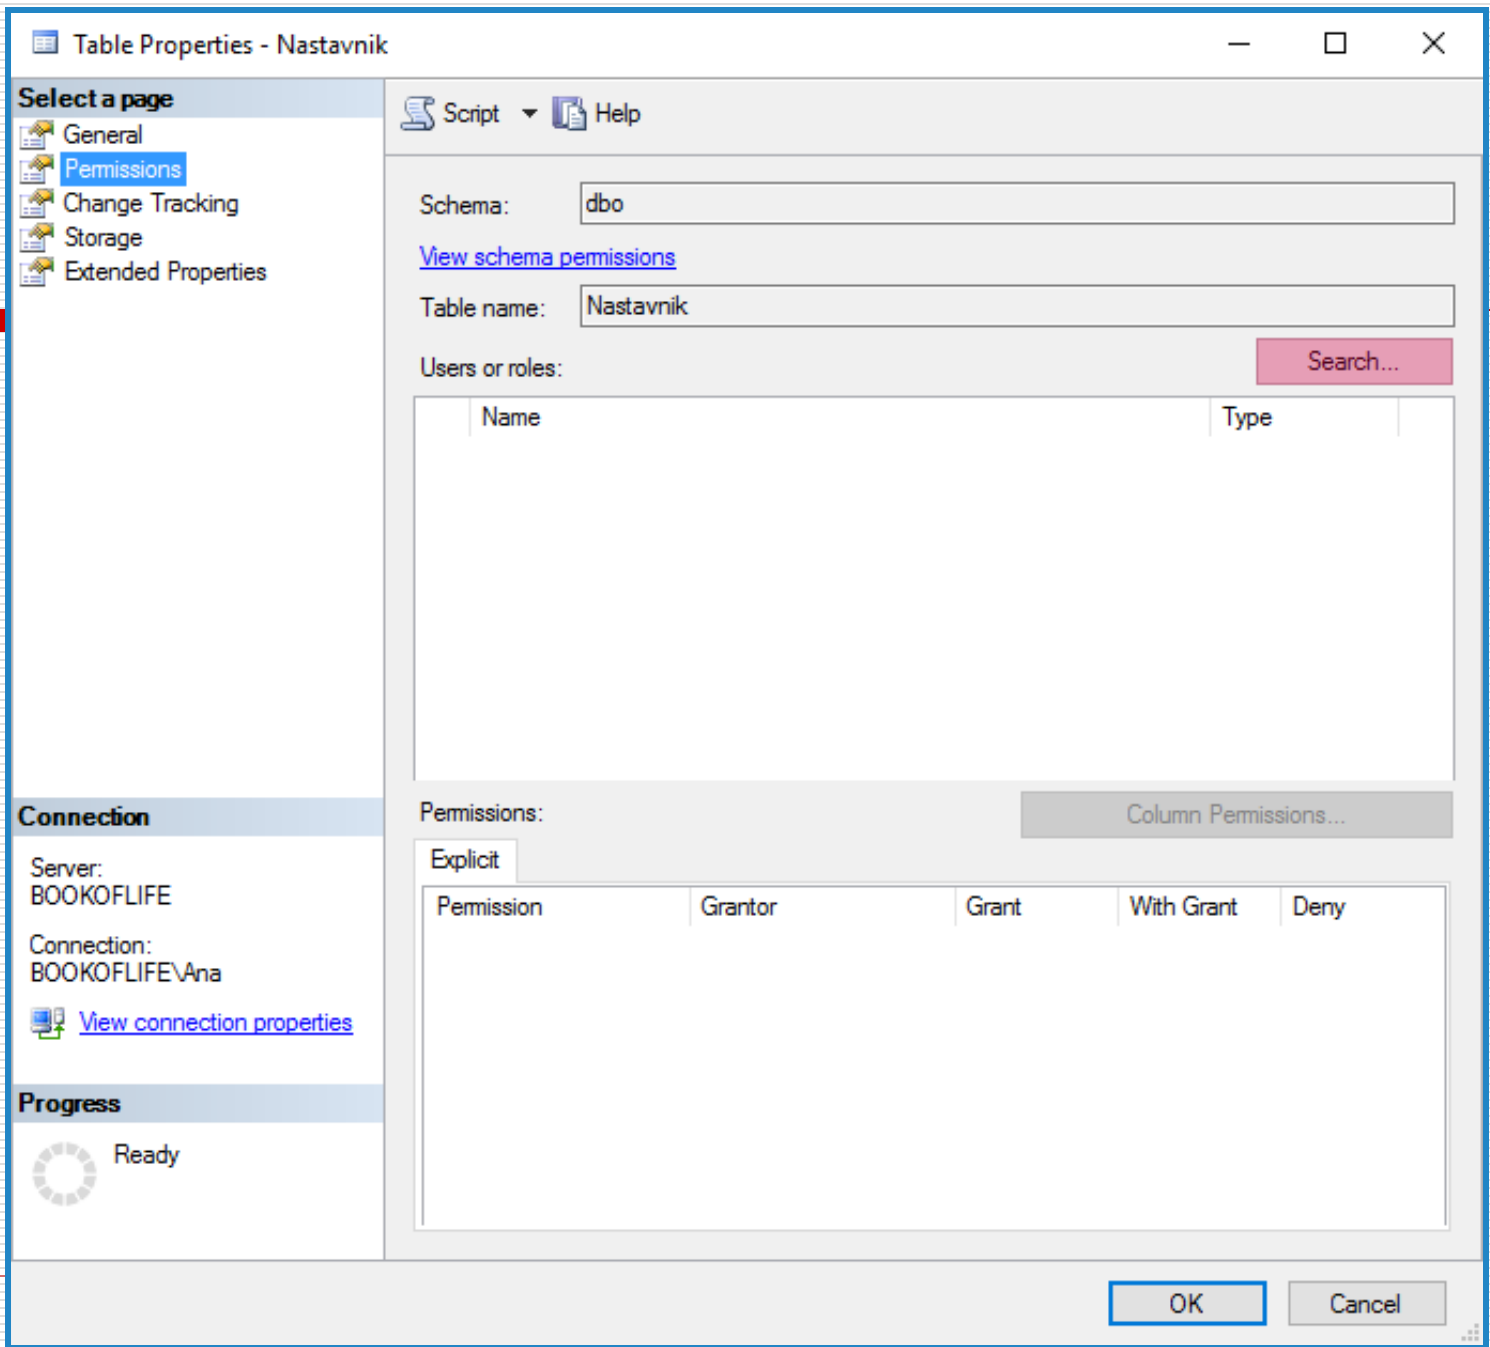 Table Properties - Nastavnik
Select a page
General
Permissions
Change Tracking
Storage
Extended Properties
Script
Help
Schema: dbo
View schema permissions
Table name: Nastavnik
Users or roles: Search...
Name Type
Permissions: Column Permissions...
Explicit
Permission Grantor Grant With Grant Deny
Connection
Server:
BOOKOFLIFE
Connection:
BOOKOFLIFE\Ana
View connection properties
Progress
Ready
OK Cancel